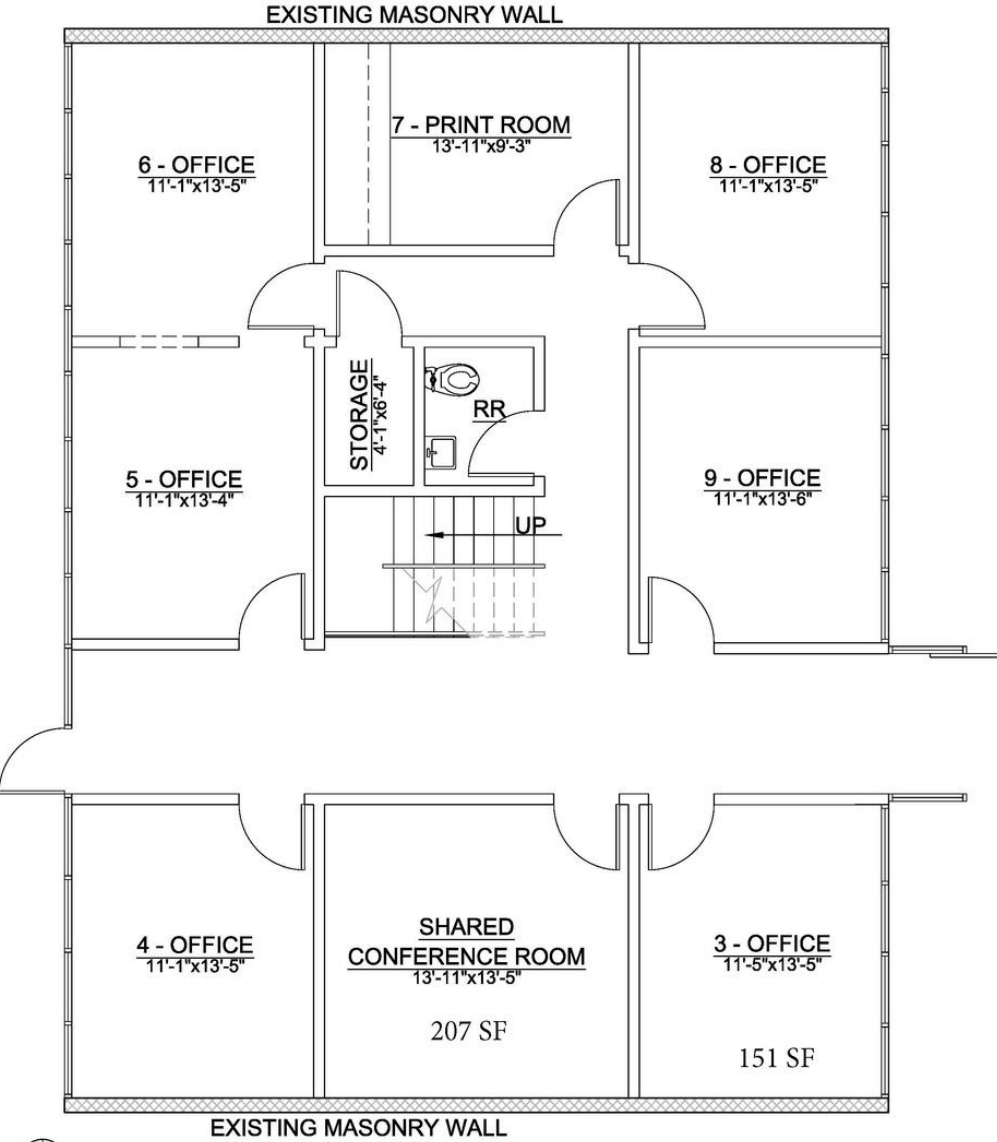 EXISTING MASONRY WALL
7 - PRINT ROOM
13'-11"x9'-3"
6 - OFFICE
11'-1"x13'-5"
8 - OFFICE
11'-1"x13'-5"
STORAGE
4'-1"x6'-4"
RR
5 - OFFICE
11'-1"x13'-4"
9 - OFFICE
11'-1"x13'-6"
UP
4 - OFFICE
11'-1"x13'-5"
SHARED
CONFERENCE ROOM
13'-11"x13'-5"
207 SF
3 - OFFICE
11'-5"x13'-5"
151 SF
EXISTING MASONRY WALL